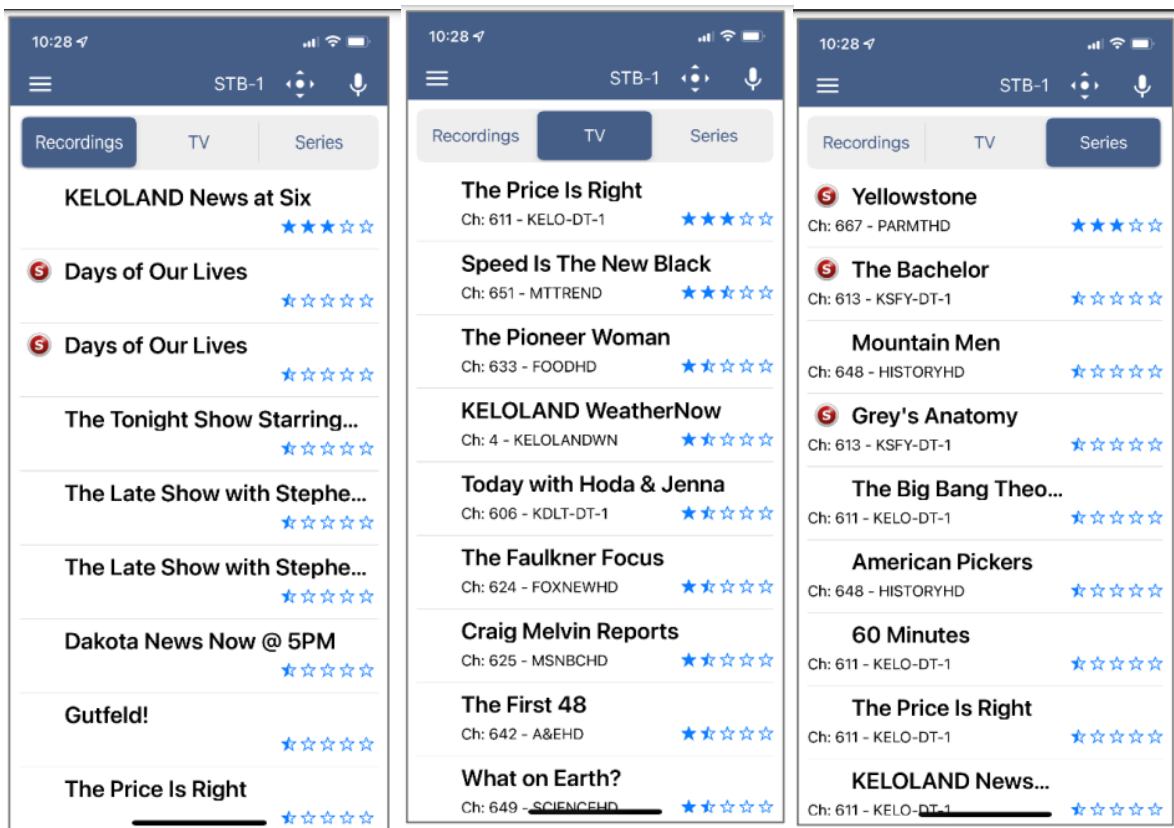 10:28
STB-1
Recordings TV Series
KELOLAND News at Six
S Days of Our Lives
S Days of Our Lives
The Tonight Show Starring...
The Late Show with Stephe...
The Late Show with Stephe...
Dakota News Now @ 5PM
Gutfeld!
The Price Is Right
10:28
STB-1
Recordings TV Series
The Price Is Right
Ch: 611 - KELO-DT-1
Speed Is The New Black
Ch: 651 - MTTREND
The Pioneer Woman
Ch: 633 - FOODHD
KELOLAND WeatherNow
Ch: 4 - KELOLANDWN
Today with Hoda & Jenna
Ch: 606 - KDLT-DT-1
The Faulkner Focus
Ch: 624 - FOXNEWHD
Craig Melvin Reports
Ch: 625 - MSNBCHD
The First 48
Ch: 642 - A&EHD
What on Earth?
Ch: 649 - SCIENCEHD
10:28
STB-1
Recordings TV Series
S Yellowstone
Ch: 667 - PARMTHD
S The Bachelor
Ch: 613 - KSFY-DT-1
Mountain Men
Ch: 648 - HISTORYHD
S Grey's Anatomy
Ch: 613 - KSFY-DT-1
The Big Bang Theo...
Ch: 611 - KELO-DT-1
American Pickers
Ch: 648 - HISTORYHD
60 Minutes
Ch: 611 - KELO-DT-1
The Price Is Right
Ch: 611 - KELO-DT-1
KELOLAND News...
Ch: 611 - KELO-DT-1